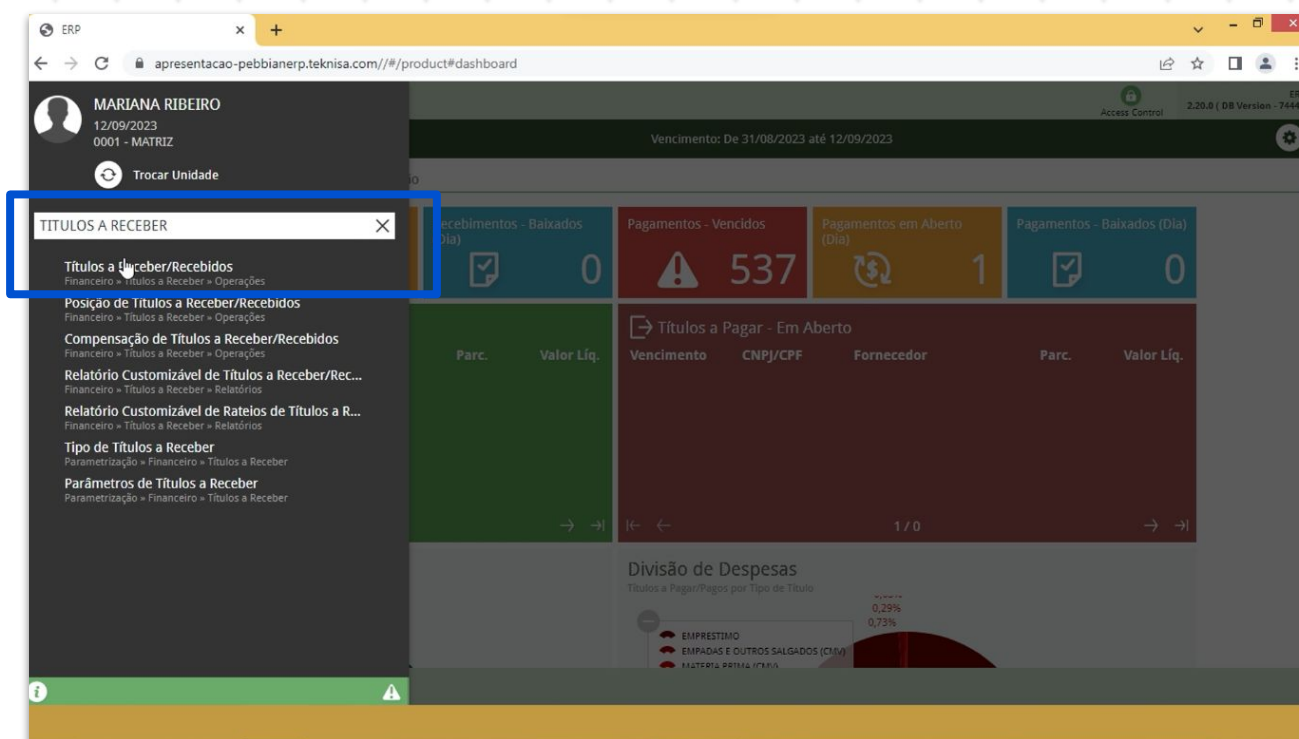 ERP
apresentacao-pebbianerp.teknisa.com//#/product#dashboard
MARIANA RIBEIRO
12/09/2023
0001 - MATRIZ
Trocar Unidade
Access Control
2.20.0 ( DB Version - 7444
Vencimento: De 31/08/2023 até 12/09/2023
TITULOS A RECEBER
Títulos a Receber/Recebidos
Financeiro » Títulos a Receber » Operações
Posição de Títulos a Receber/Recebidos
Financeiro » Títulos a Receber » Operações
Compensação de Títulos a Receber/Recebidos
Financeiro » Títulos a Receber » Operações
Relatório Customizável de Títulos a Receber/Rec...
Financeiro » Títulos a Receber » Relatórios
Relatório Customizável de Rateios de Títulos a R...
Financeiro » Títulos a Receber » Relatórios
Tipo de Títulos a Receber
Parametrização » Financeiro » Títulos a Receber
Parâmetros de Títulos a Receber
Parametrização » Financeiro » Títulos a Receber
Recebimentos - Baixados
(Dia)
0
Pagamentos - Vencidos
537
Pagamentos em Aberto
(Dia)
1
Pagamentos - Baixados (Dia)
0
Parc. Valor Líq.
Títulos a Pagar - Em Aberto
Vencimento CNPJ/CPF Fornecedor Parc. Valor Líq.
1 / 0
Divisão de Despesas
Títulos a Pagar/Pagos por Tipo de Título
0,29%
0,73%
EMPRESTIMO
EMPADAS E OUTROS SALGADOS (CMV)
MATERIA PRIMA (CMV)